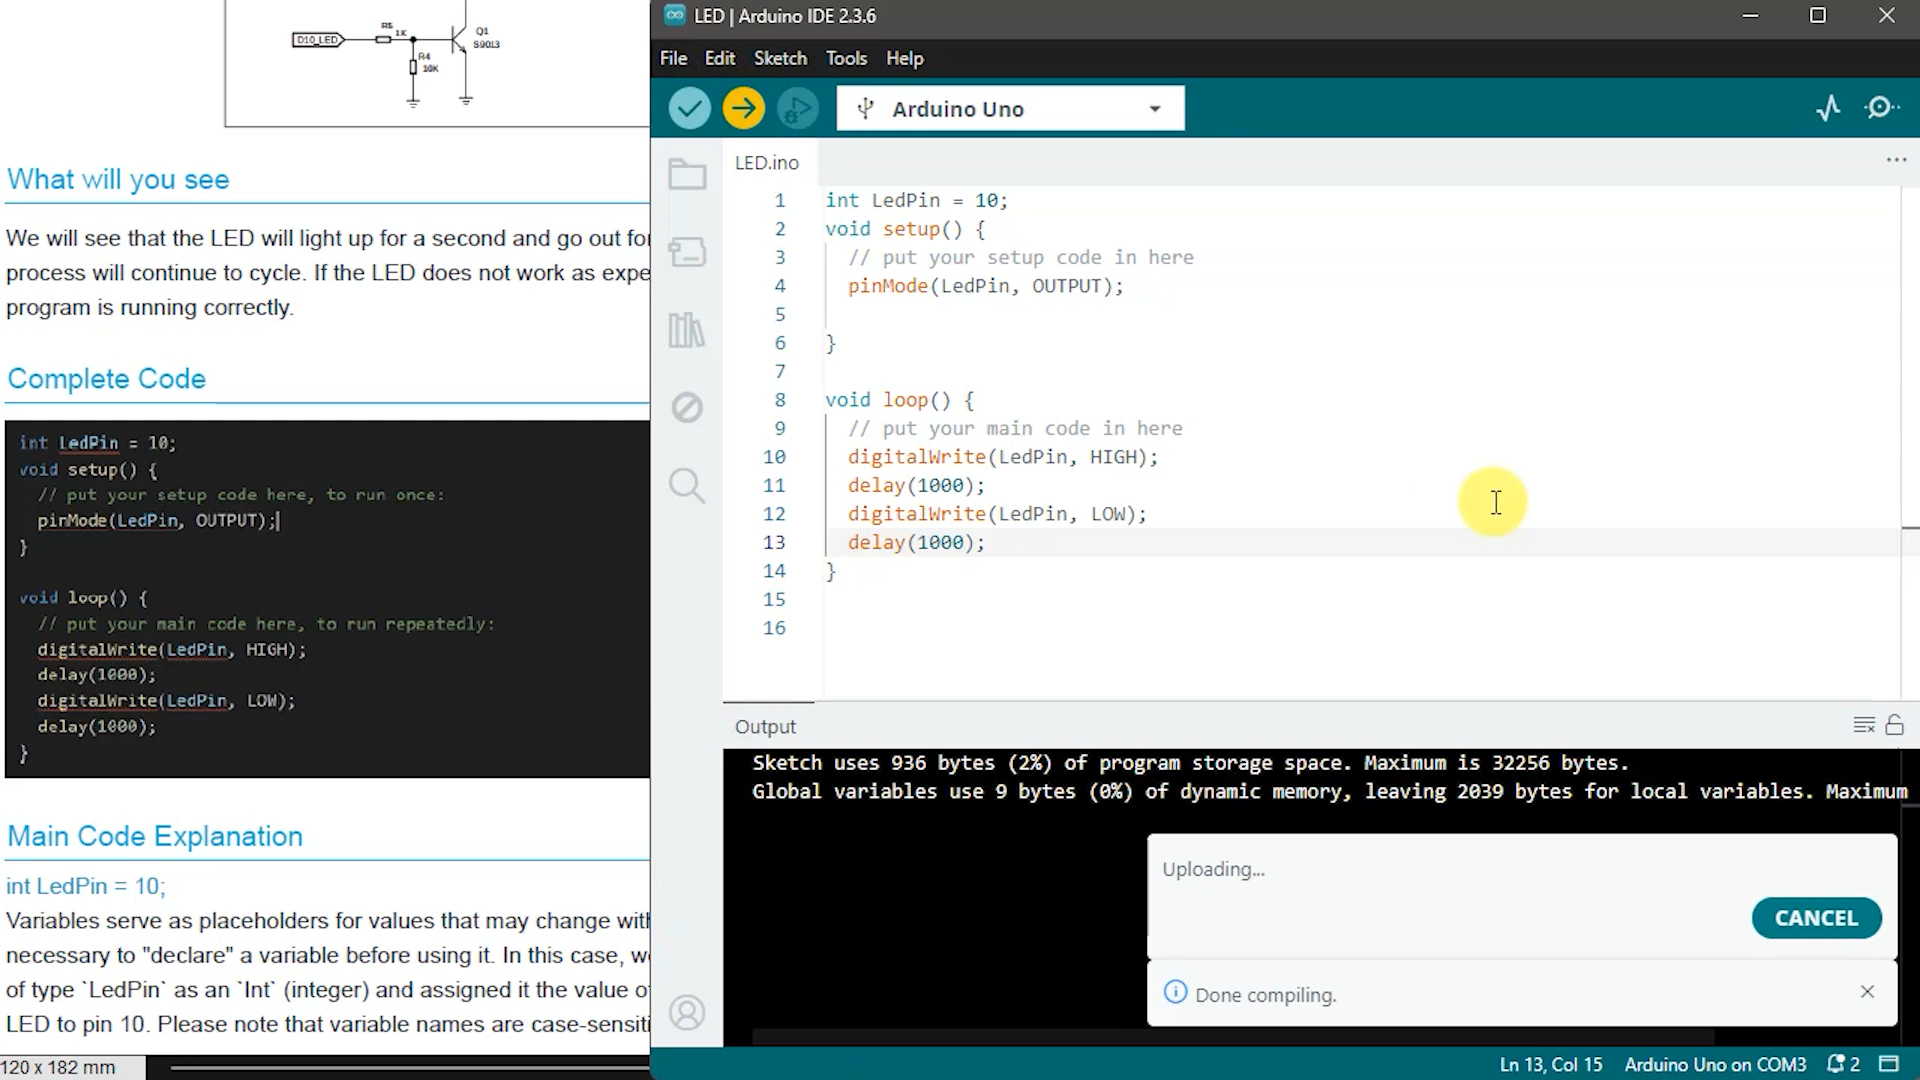 D10_LED
R5
1K
R4
10K
Q1
S9013
What will you see
We will see that the LED will light up for a second and go out for
process will continue to cycle. If the LED does not work as expe
program is running correctly.
Complete Code
int LedPin = 10;
void setup() {
// put your setup code here, to run once:
pinMode(LedPin, OUTPUT);
}
void loop() {
// put your main code here, to run repeatedly:
digitalWrite(LedPin, HIGH);
delay(1000);
digitalWrite(LedPin, LOW);
delay(1000);
}
Main Code Explanation
int LedPin = 10;
Variables serve as placeholders for values that may change with
necessary to "declare" a variable before using it. In this case, we
of type `LedPin` as an `Int` (integer) and assigned it the value of
LED to pin 10. Please note that variable names are case-sensiti
120 x 182 mm
LED | Arduino IDE 2.3.6
File Edit Sketch Tools Help
Arduino Uno
LED.ino
1 int LedPin = 10;
2 void setup() {
3 // put your setup code in here
4 pinMode(LedPin, OUTPUT);
5
6 }
7
8 void loop() {
9 // put your main code in here
10 digitalWrite(LedPin, HIGH);
11 delay(1000);
12 digitalWrite(LedPin, LOW);
13 delay(1000);
14 }
15
16
Output
Sketch uses 936 bytes (2%) of program storage space. Maximum is 32256 bytes.
Global variables use 9 bytes (0%) of dynamic memory, leaving 2039 bytes for local variables. Maximum
Uploading...
CANCEL
Done compiling.
Ln 13, Col 15 Arduino Uno on COM3 2